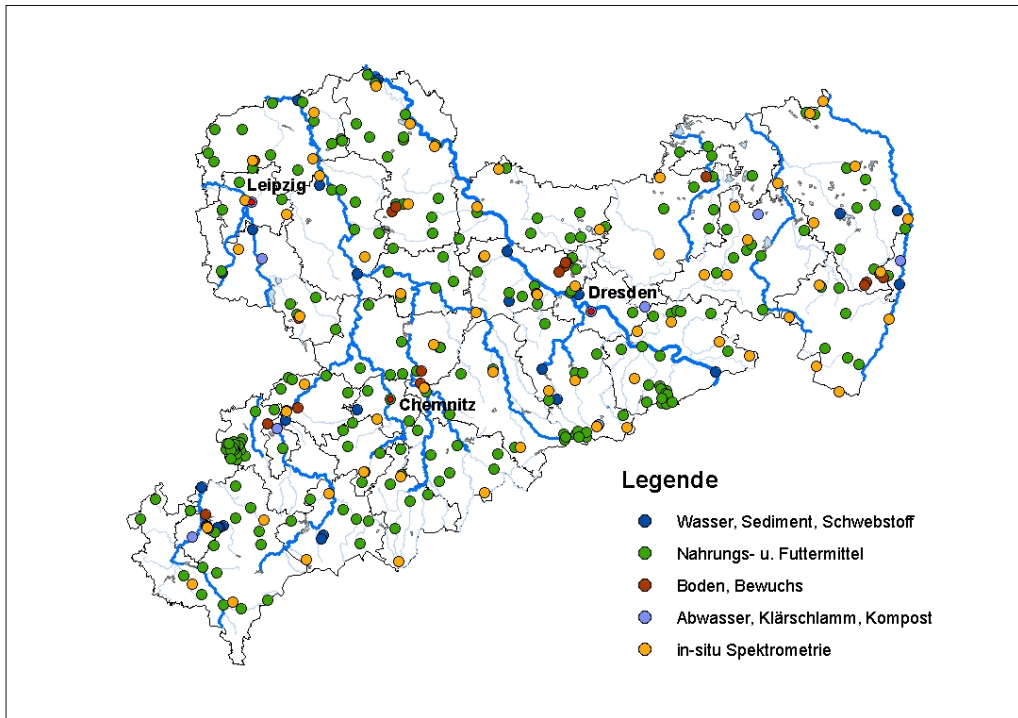 Leipzig
Dresden
Chemnitz
Legende
Wasser, Sediment, Schwebstoff
Nahrungs- u. Futtermittel
Boden, Bewuchs
Abwasser, Klärschlamm, Kompost
in-situ Spektrometrie